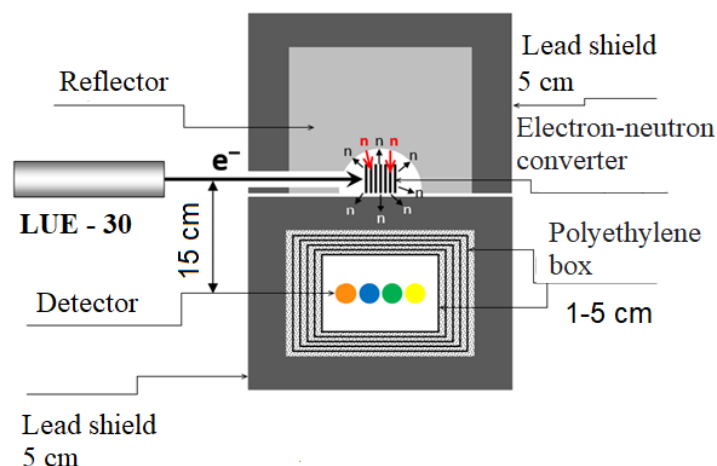 Reflector
Lead shield
5 cm
Electron-neutron
converter
n n n
n n
e⁻
n
n n n
LUE - 30
15 cm
Polyethylene
box
1-5 cm
Detector
Lead shield
5 cm